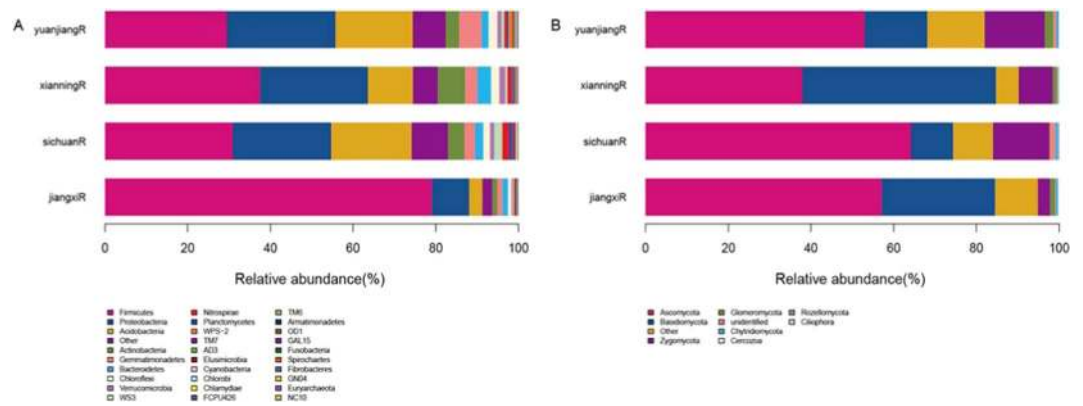 A
yuanjiangR
xianningR
sichuanR
jiangxiR
0 20 40 60 80 100
Relative abundance(%)
Firmicutes Nitrospirae TM6
Proteobacteria Planctomycetes Armatimonadetes
Acidobacteria WPS-2 OD1
Other TM7 GAL15
Actinobacteria AD3 Fusobacteria
Gemmatimonadetes Elusimicrobia Spirochaetes
Bacteroidetes Cyanobacteria Fibrobacteres
Chloroflexi Chlorobi GN04
Verrucomicrobia Chlamydiae Euryarchaeota
WS3 FCPU426 NC10
B
yuanjiangR
xianningR
sichuanR
jiangxiR
0 20 40 60 80 100
Relative abundance(%)
Ascomycota Glomeromycota Rozellomycota
Basidiomycota unidentified Ciliophora
Other Chytridiomycota
Zygomycota Cercozoa